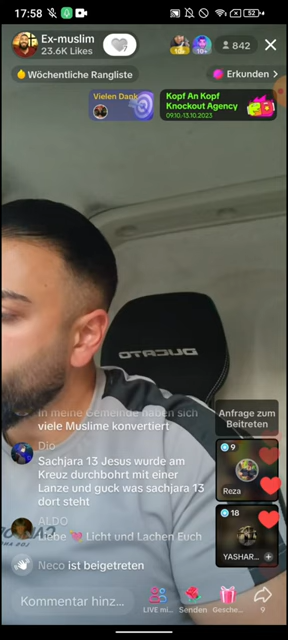 17:58
52
Ex-muslim
23.6K Likes
10+
842
Wöchentliche Rangliste
Erkunden >
Vielen Dank
Kopf An Kopf
Knockout Agency
09.10.-13.10.2023
DUCATO
In meine Gemeinde haben sich
viele Muslime konvertiert
Dio
Sachjara 13 Jesus wurde am
Kreuz durchbohrt mit einer
Lanze und guck was sachjara 13
dort steht
ALDO
Liebe 💘 Licht und Lachen Euch
Neco ist beigetreten
Anfrage zum
Beitreten
9
Reza
18
YASHAR...
Kommentar hinz...
LIVE mi...
Senden
Gesche...
9